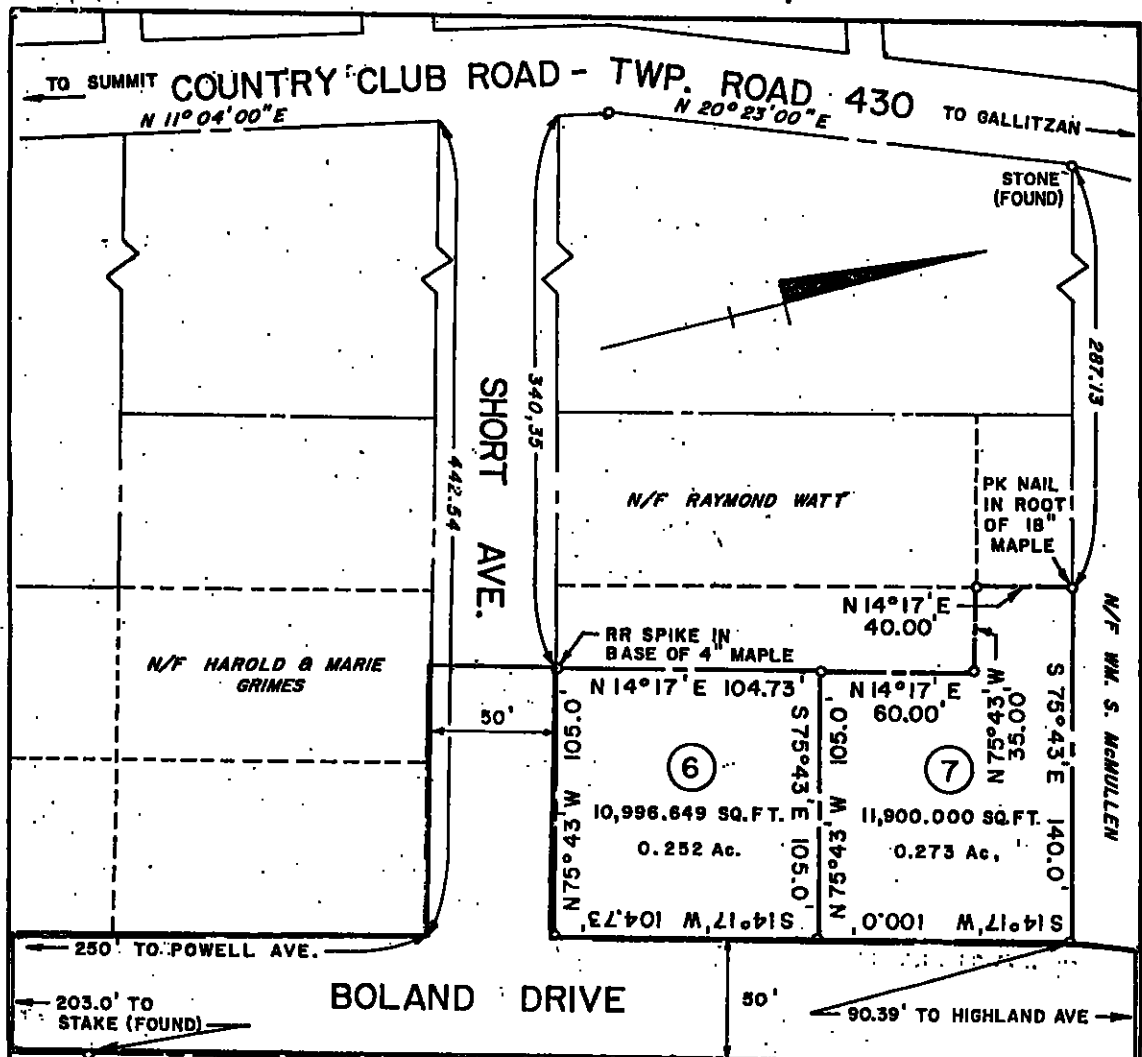 TO SUMMIT COUNTRY CLUB ROAD - TWP. ROAD 430 TO GALLITZAN
N 11° 04' 00" E
N 20° 23' 00" E
STONE
(FOUND)
287.13
340.35
442.54
SHORT AVE.
N/F RAYMOND WATT
PK NAIL
IN ROOT
OF 18"
MAPLE
N 14° 17' E
40.00'
N/F WM. S. McMULLEN
N/F HAROLD & MARIE
GRIMES
RR SPIKE IN
BASE OF 4" MAPLE
N 14° 17' E 104.73'
N 14° 17' E
60.00'
N 75° 43' W
35.00'
50'
N 75° 43' W 105.0'
6
10,996.649 SQ.FT.
0.252 Ac.
S 75° 43' E 105.0'
N 75° 43' W 105.0'
7
11,900.000 SQ.FT.
0.273 Ac.
S 75° 43' E 140.0'
S 14° 17' W 104.73'
S 14° 17' W 100.0'
250' TO POWELL AVE.
203.0' TO
STAKE (FOUND)
BOLAND DRIVE
50'
90.39' TO HIGHLAND AVE